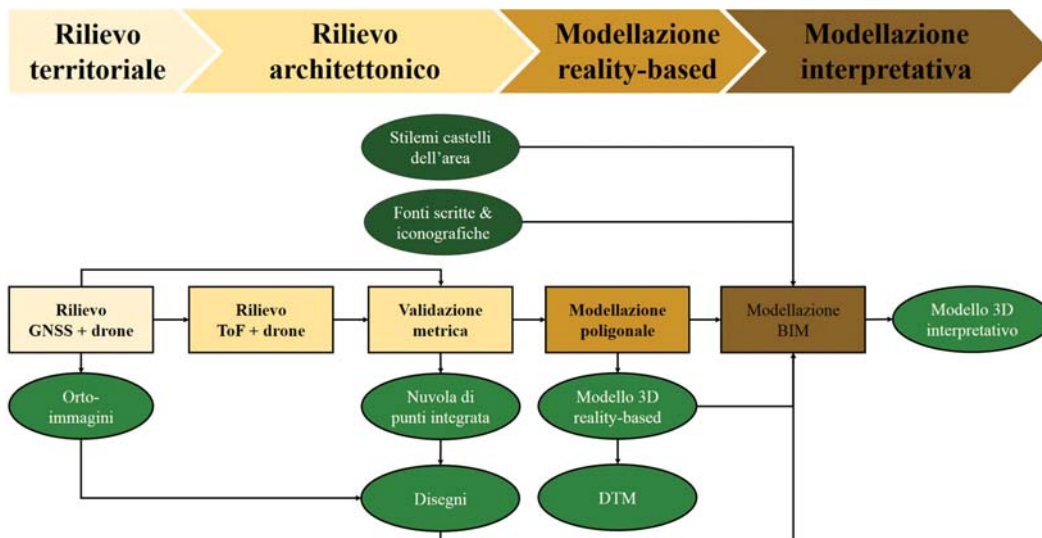 Rilievo
territoriale
Rilievo
architettonico
Modellazione
reality-based
Modellazione
interpretativa
Stilemi castelli
dell'area
Fonti scritte &
iconografiche
Rilievo
GNSS + drone
Rilievo
ToF + drone
Validazione
metrica
Modellazione
poligonale
Modellazione
BIM
Modello 3D
interpretativo
Orto-
immagini
Nuvola di
punti integrata
Modello 3D
reality-based
Disegni
DTM